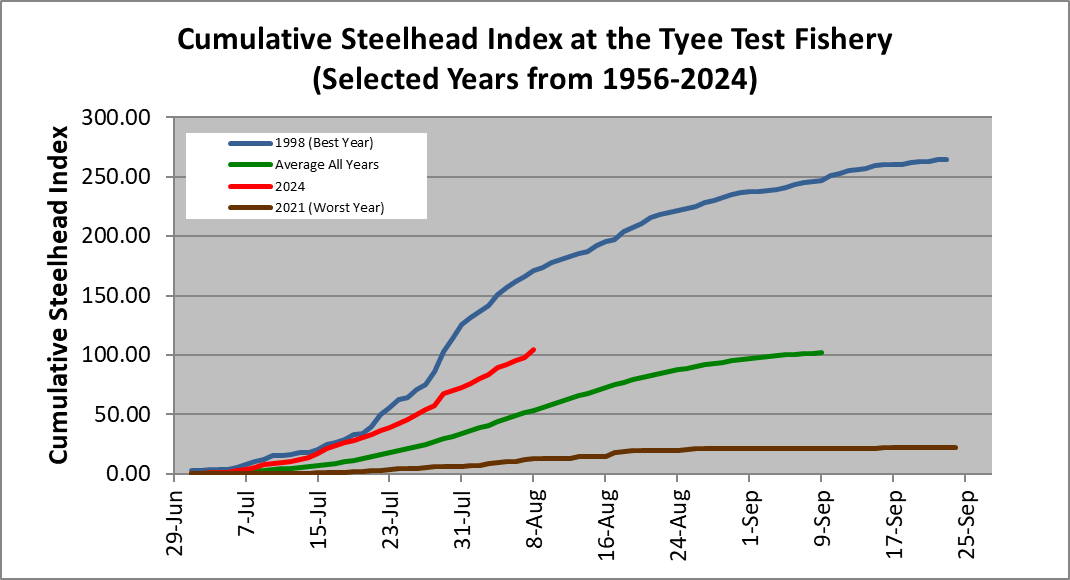 Cumulative Steelhead Index at the Tyee Test Fishery
(Selected Years from 1956-2024)
Cumulative Steelhead Index
300.00
250.00
200.00
150.00
100.00
50.00
0.00
1998 (Best Year)
Average All Years
2024
2021 (Worst Year)
29-Jun
7-Jul
15-Jul
23-Jul
31-Jul
8-Aug
16-Aug
24-Aug
1-Sep
9-Sep
17-Sep
25-Sep